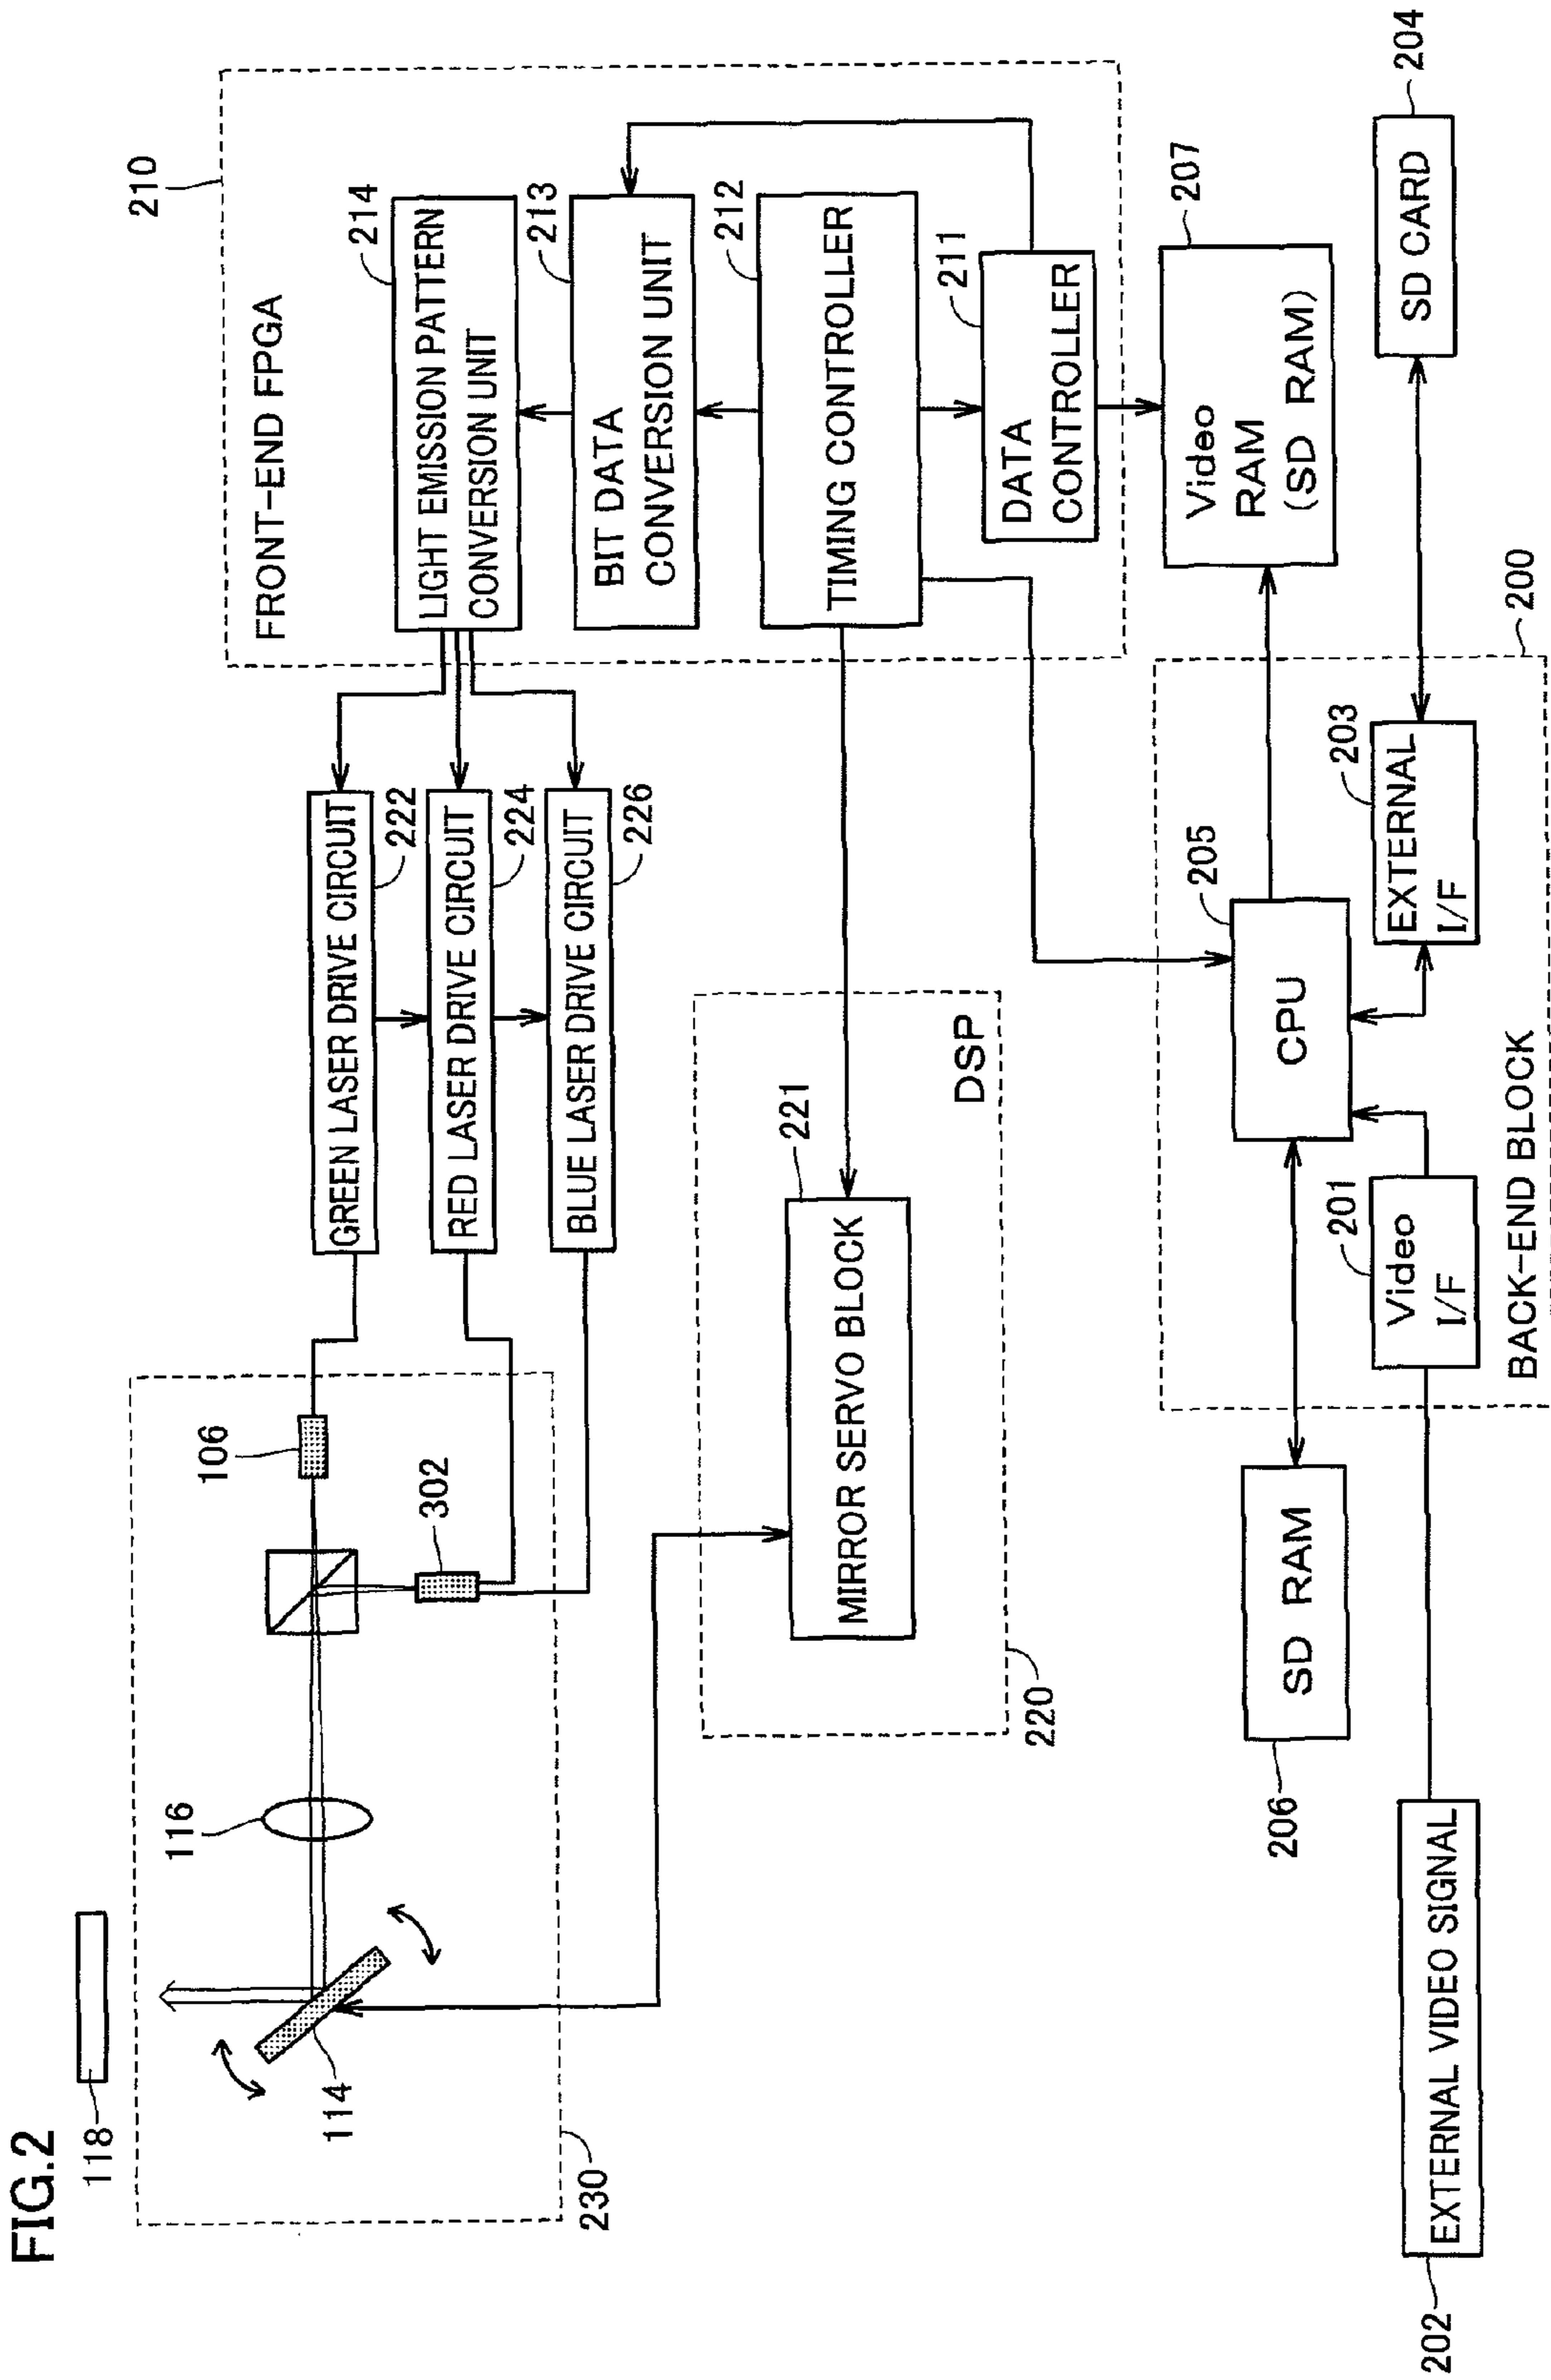 FIG.2
118
230
114
116
106
302
GREEN LASER DRIVE CIRCUIT
222
RED LASER DRIVE CIRCUIT
224
BLUE LASER DRIVE CIRCUIT
226
210
FRONT-END FPGA
214
LIGHT EMISSION PATTERN
CONVERSION UNIT
213
BIT DATA
CONVERSION UNIT
212
TIMING CONTROLLER
211
DATA
CONTROLLER
220
DSP
221
MIRROR SERVO BLOCK
207
Video
RAM
(SD RAM)
204
SD CARD
200
BACK-END BLOCK
205
CPU
203
EXTERNAL
I/F
201
Video
I/F
206
SD RAM
202
EXTERNAL VIDEO SIGNAL